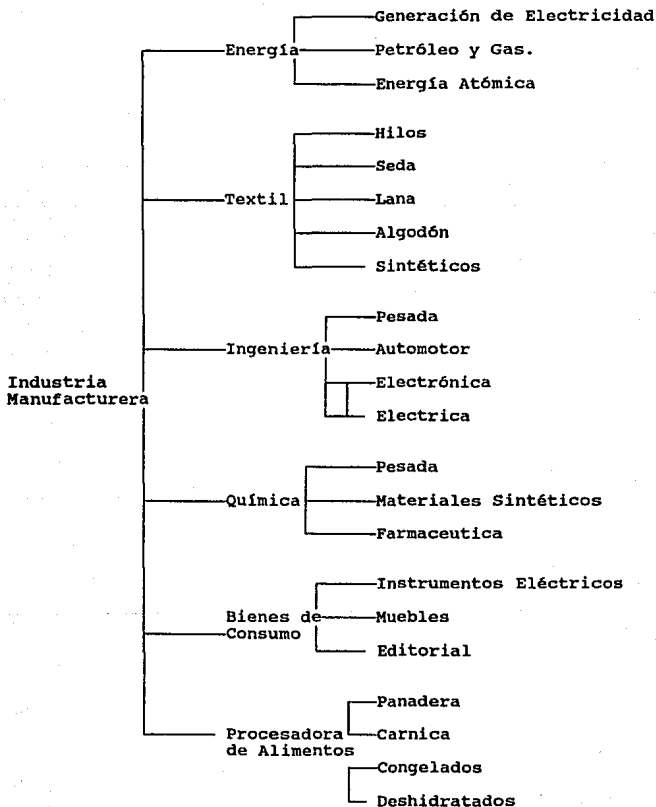 Generación de Electricidad
Energía
Petróleo y Gas.
Energía Atómica
Hilos
Seda
Textil
Lana
Algodón
Sintéticos
Pesada
Ingeniería
Automotor
Industria
Manufacturera
Electrónica
Electrica
Pesada
Química
Materiales Sintéticos
Farmaceutica
Instrumentos Eléctricos
Bienes de
Consumo
Muebles
Editorial
Panadera
Procesadora
de Alimentos
Carnica
Congelados
Deshidratados